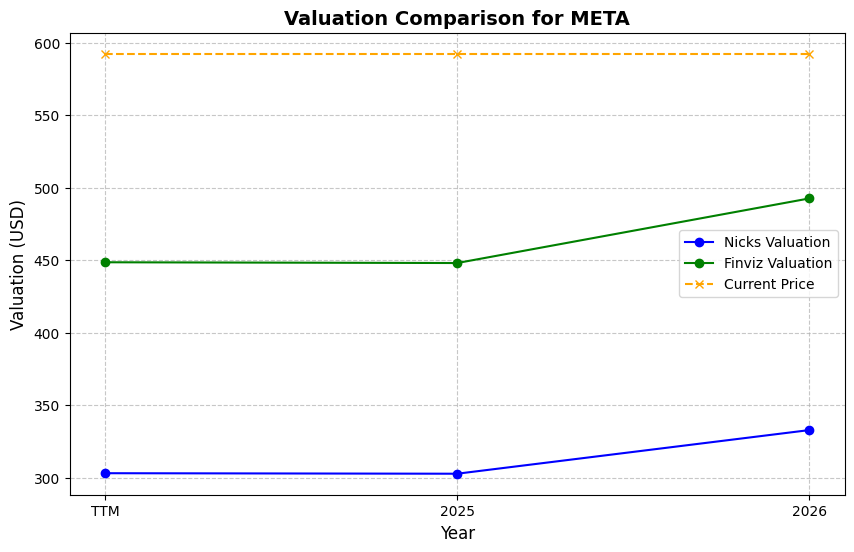 Valuation Comparison for META
Valuation (USD)
600
550
500
450
400
350
300
Nicks Valuation
Finviz Valuation
Current Price
TTM
2025
2026
Year